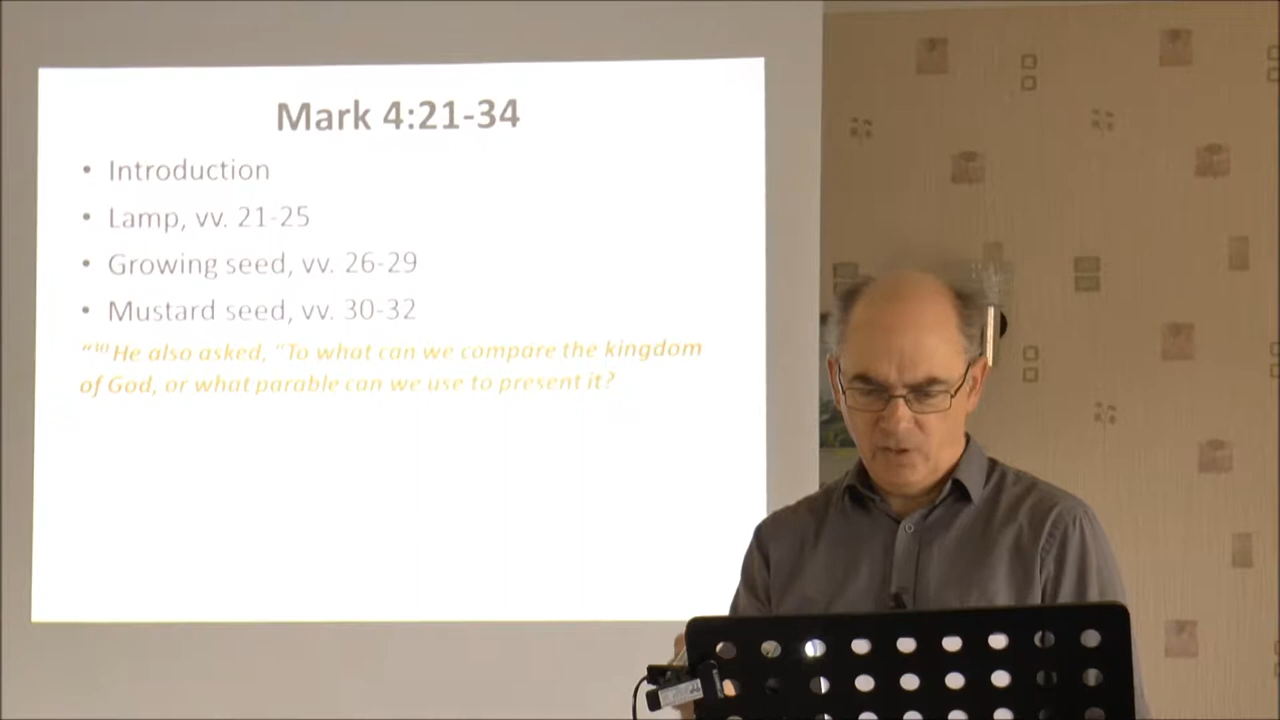 Mark 4:21-34
• Introduction
• Lamp, vv. 21-25
• Growing seed, vv. 26-29
• Mustard seed, vv. 30-32
“He also asked, “To what can we compare the kingdom
of God, or what parable can we use to present it?